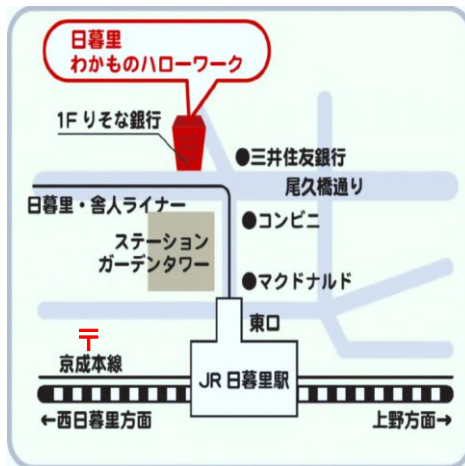 日暮里
わかものハローワーク
1F りそな銀行
●三井住友銀行
尾久橋通り
日暮里・舎人ライナー
●コンビニ
ステーション
ガーデンタワー
●マクドナルド
東口
〒
京成本線
JR 日暮里駅
←西日暮里方面
上野方面→